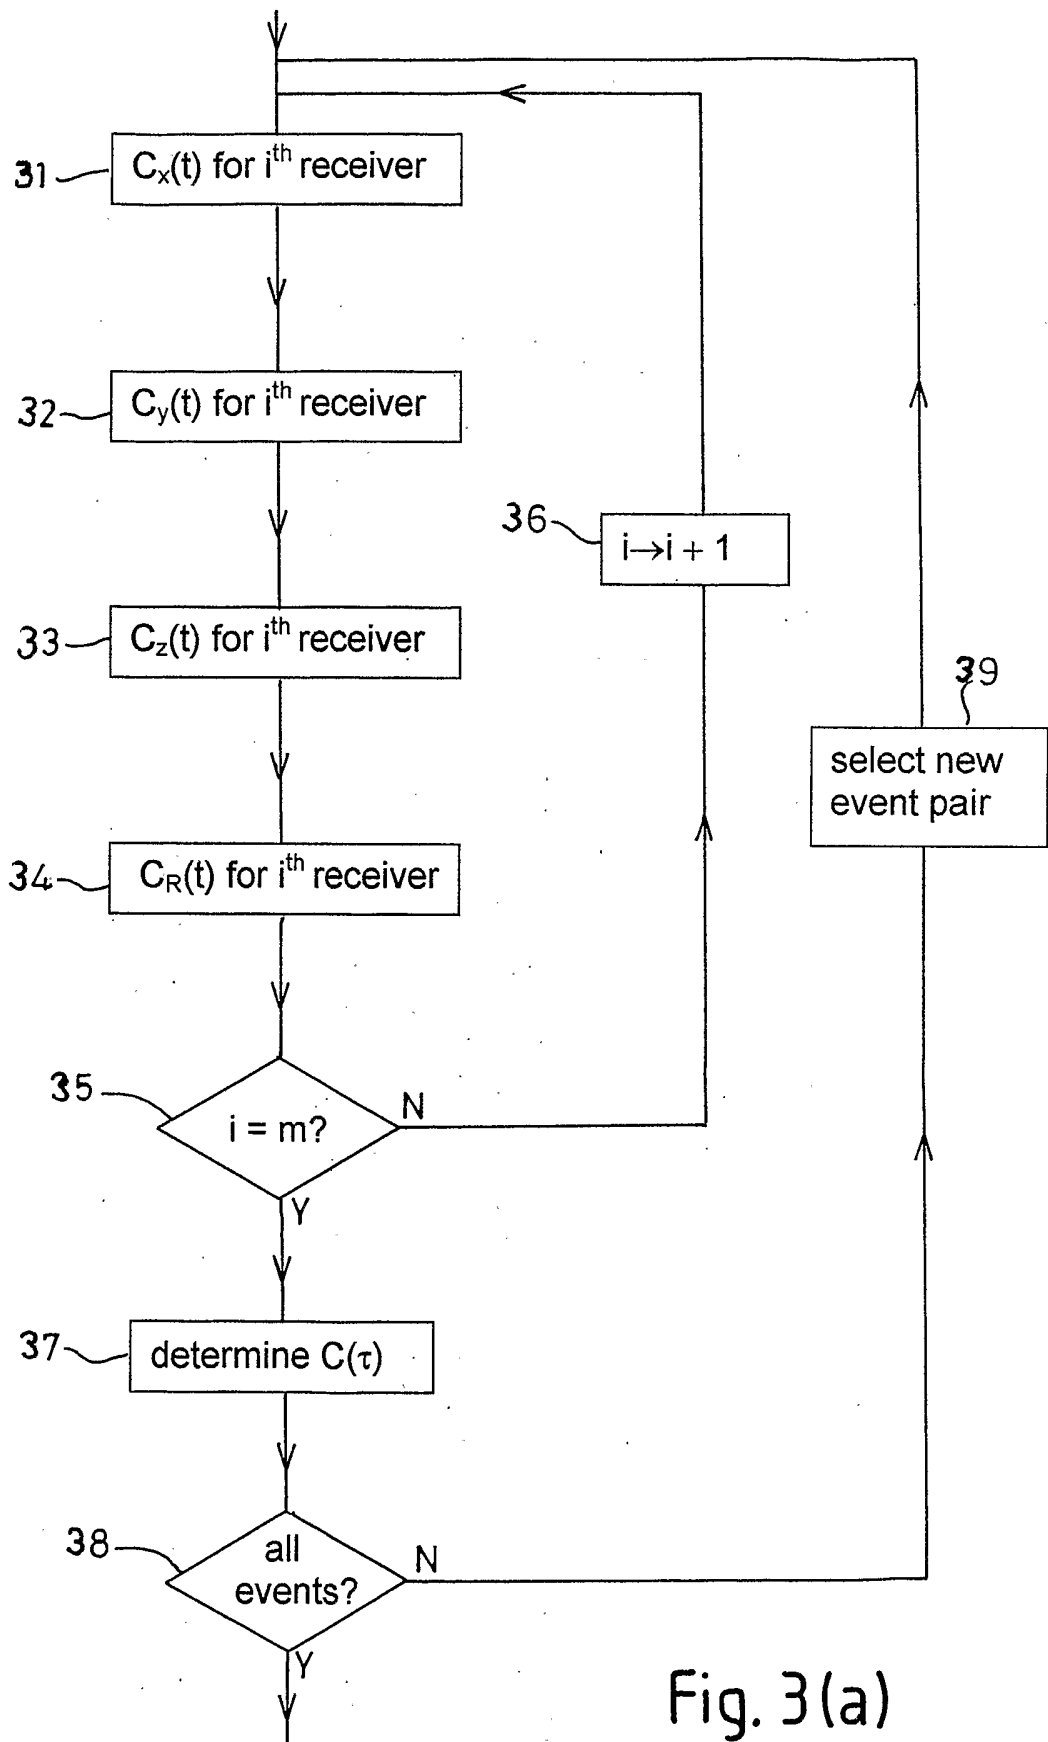 31
Cx(t) for ith receiver
32
Cy(t) for ith receiver
36
i→i + 1
33
Cz(t) for ith receiver
39
select new
event pair
34
CR(t) for ith receiver
35
i = m?
N
Y
37
determine C(τ)
38
all
events?
N
Y
Fig. 3(a)